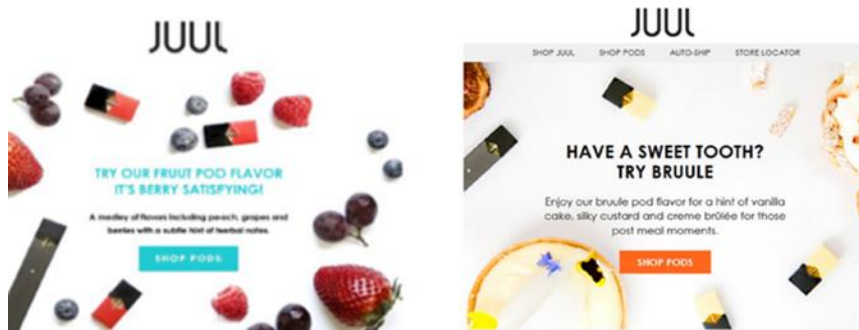 JUUL
TRY OUR FRUUT POD FLAVOR
IT'S BERRY SATISFYING!
A medley of flavors including peach, grapes and
berries with a subtle hint of herbal notes.
SHOP PODS
JUUL
SHOP JUUL SHOP PODS AUTO-SHIP STORE LOCATOR
HAVE A SWEET TOOTH?
TRY BRUULE
Enjoy our bruule pod flavor for a hint of vanilla
cake, silky custard and creme brûlée for those
post meal moments.
SHOP PODS